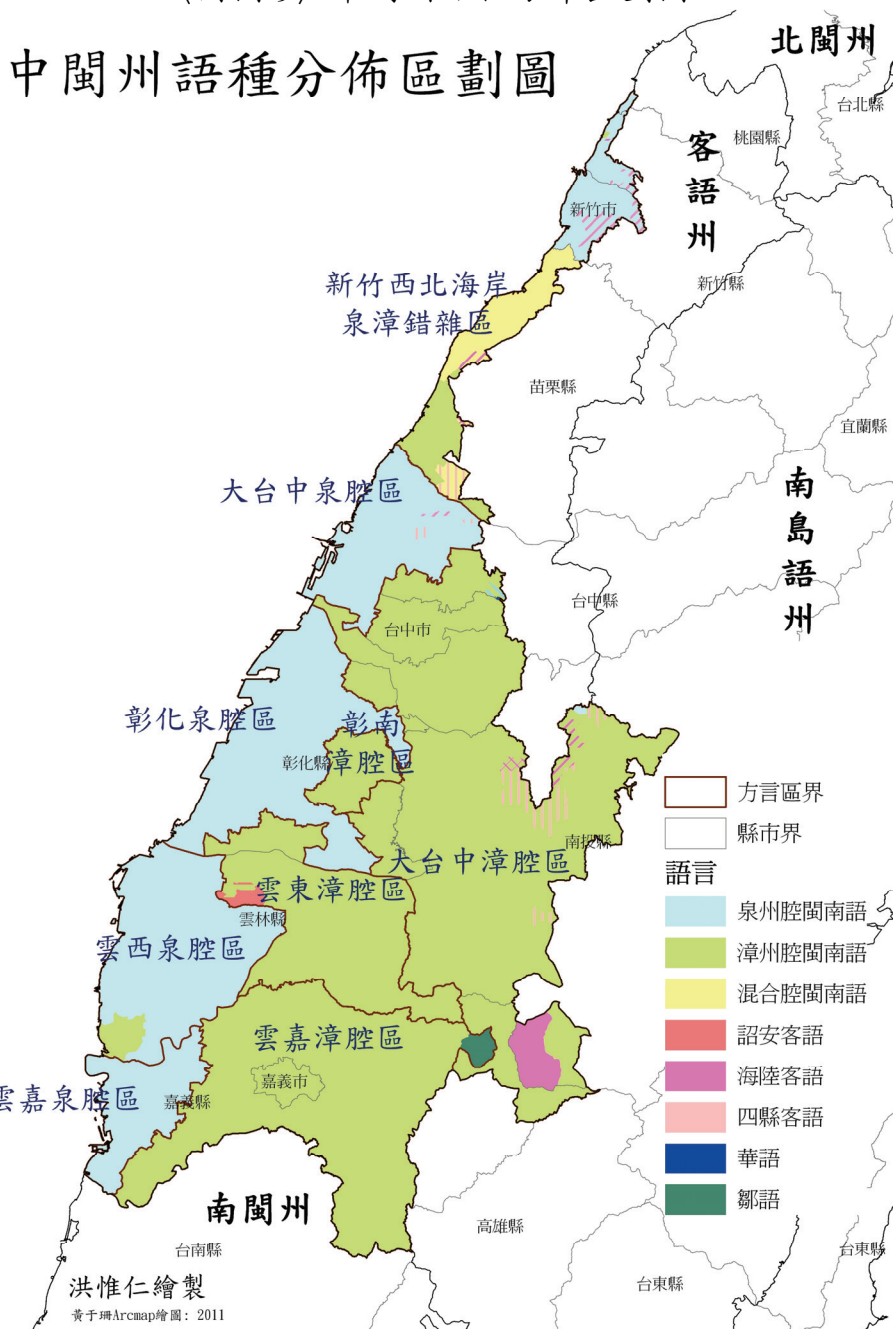 中閩州語種分佈區劃圖
北閩州
台北縣
桃園縣
客語州
新竹市
新竹縣
新竹西北海岸
泉漳錯雜區
苗栗縣
宜蘭縣
大台中泉腔區
南島語州
台中縣
台中市
彰化泉腔區
彰南
漳腔區
彰化縣
大台中漳腔區
南投縣
雲東漳腔區
雲林縣
雲西泉腔區
雲嘉漳腔區
嘉義市
雲嘉泉腔區
嘉義縣
南閩州
高雄縣
台南縣
台東縣
台東縣
方言區界
縣市界
語言
泉州腔閩南語
漳州腔閩南語
混合腔閩南語
詔安客語
海陸客語
四縣客語
華語
鄒語
洪惟仁繪製
黃于珊Arcmap繪圖: 2011